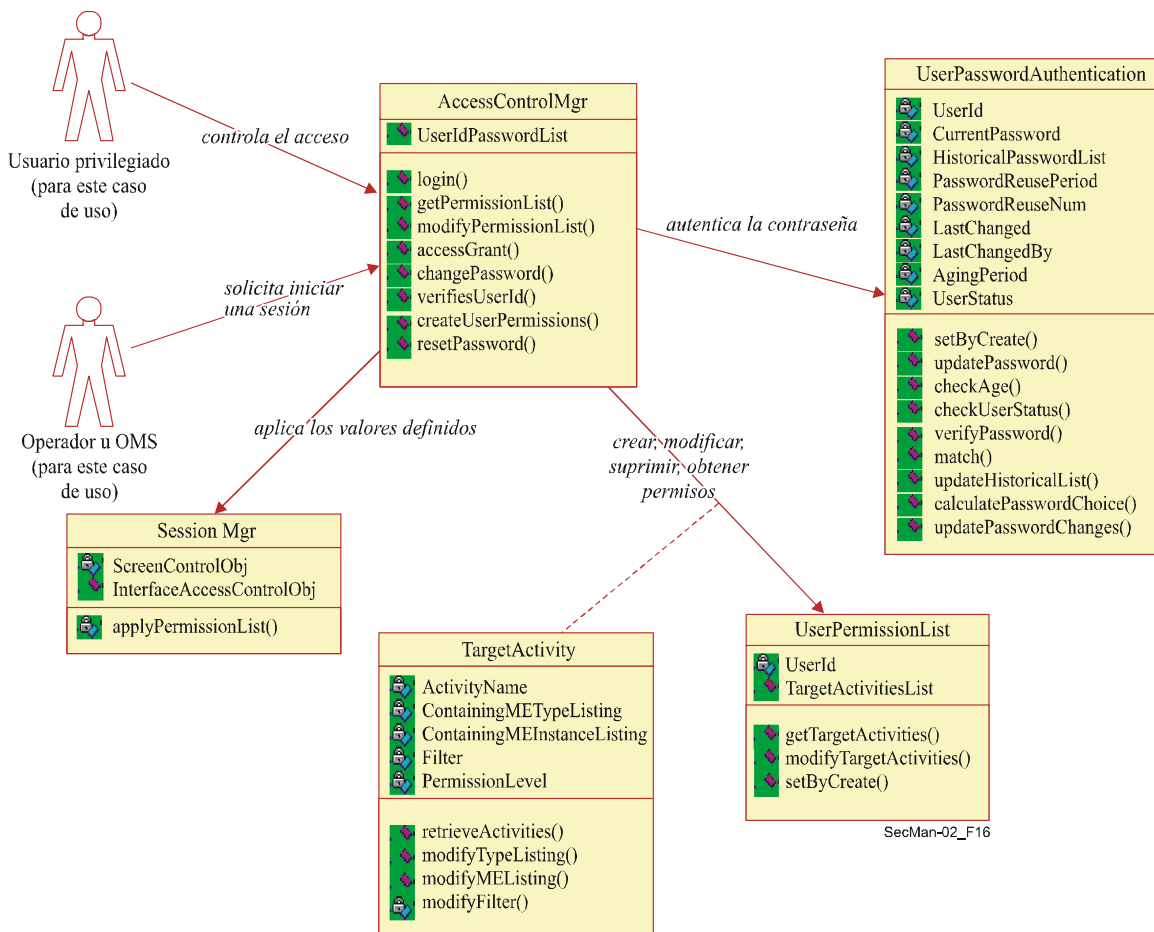 Usuario privilegiado
(para este caso
de uso)
controla el acceso
Operador u OMS
(para este caso
de uso)
solicita iniciar
una sesión
AccessControlMgr
UserIdPasswordList
login()
getPermissionList()
modifyPermissionList()
accessGrant()
changePassword()
verifiesUserId()
createUserPermissions()
resetPassword()
autentica la contraseña
UserPasswordAuthentication
UserId
CurrentPassword
HistoricalPasswordList
PasswordReusePeriod
PasswordReuseNum
LastChanged
LastChangedBy
AgingPeriod
UserStatus
setByCreate()
updatePassword()
checkAge()
checkUserStatus()
verifyPassword()
match()
updateHistoricalList()
calculatePasswordChoice()
updatePasswordChanges()
aplica los valores definidos
crear, modificar,
suprimir, obtener
permisos
Session Mgr
ScreenControlObj
InterfaceAccessControlObj
applyPermissionList()
TargetActivity
ActivityName
ContainingMETypeListing
ContainingMEInstanceListing
Filter
PermissionLevel
retrieveActivities()
modifyTypeListing()
modifyMEListing()
modifyFilter()
UserPermissionList
UserId
TargetActivitiesList
getTargetActivities()
modifyTargetActivities()
setByCreate()
SecMan-02_F16